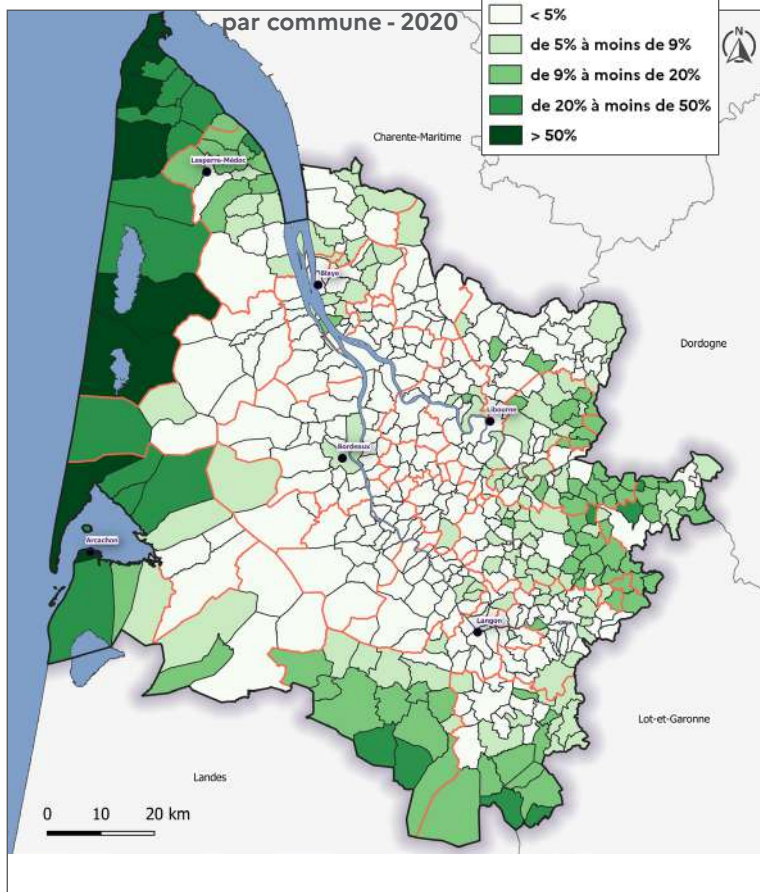 par commune - 2020
< 5%
de 5% à moins de 9%
de 9% à moins de 20%
de 20% à moins de 50%
> 50%
Charente-Maritime
Lesparre-Médoc
Blaye
Dordogne
Libourne
Bordeaux
Arcachon
Langon
Lot-et-Garonne
Landes
0 10 20 km